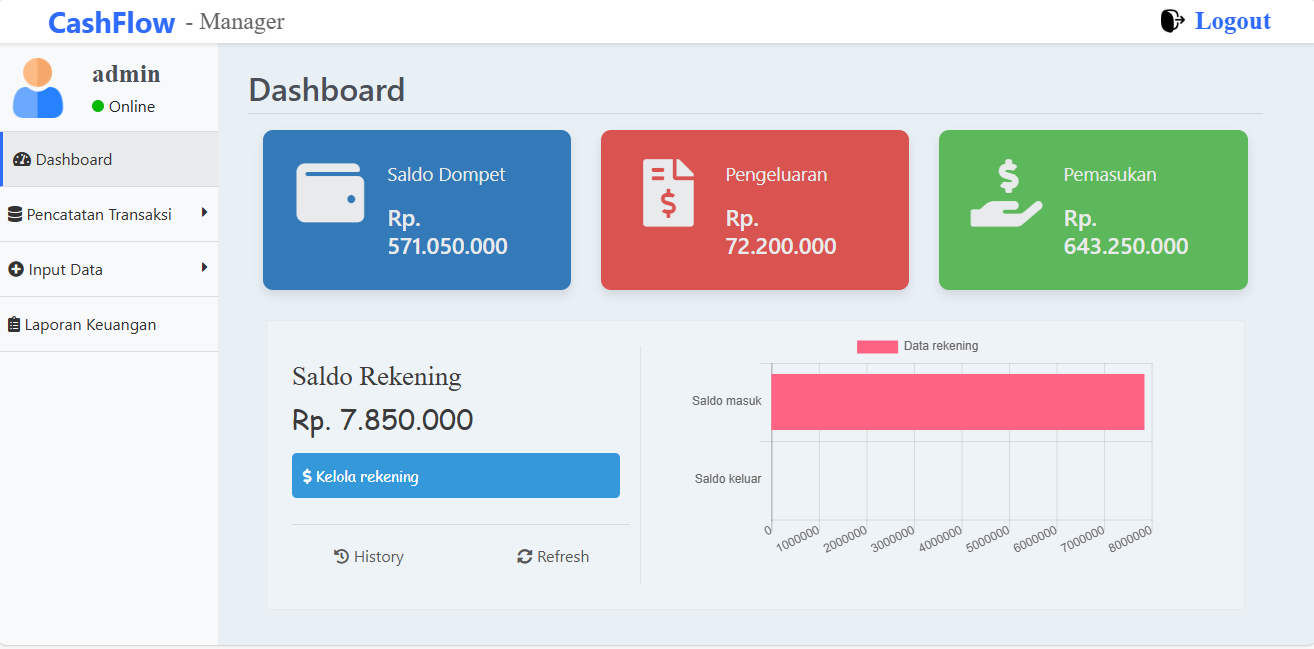 CashFlow - Manager
Logout
admin
Online
Dashboard
Pencatatan Transaksi
Input Data
Laporan Keuangan
Dashboard
Saldo Dompet
Rp.
571.050.000
Pengeluaran
Rp.
72.200.000
Pemasukan
Rp.
643.250.000
Saldo Rekening
Rp. 7.850.000
$ Kelola rekening
History
Refresh
Data rekening
Saldo masuk
Saldo keluar
0 1000000 2000000 3000000 4000000 5000000 6000000 7000000 8000000